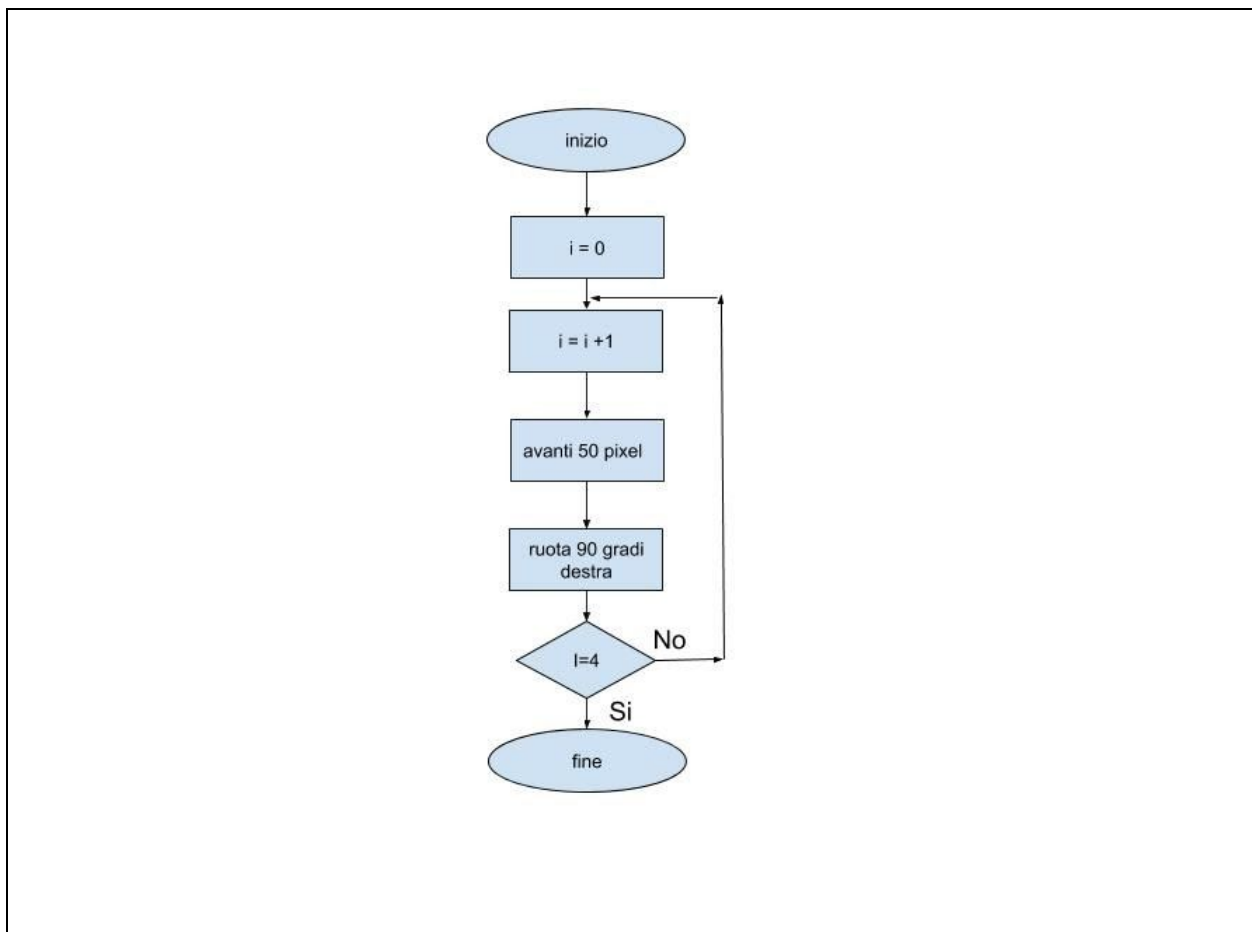 inizio
i = 0
i = i +1
avanti 50 pixel
ruota 90 gradi
destra
I=4
No
Si
fine